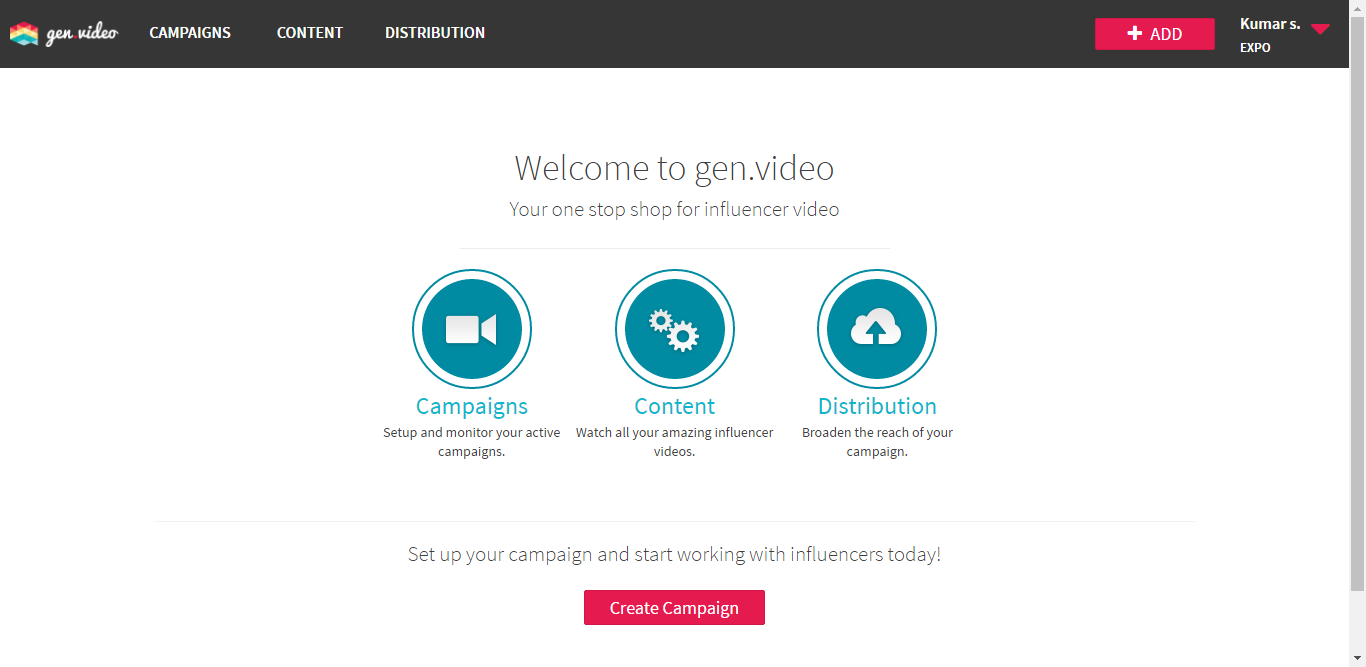 gen.video CAMPAIGNS CONTENT DISTRIBUTION ADD Kumar s.
EXPO
Welcome to gen.video
Your one stop shop for influencer video
Campaigns
Setup and monitor your active
campaigns.
Content
Watch all your amazing influencer
videos.
Distribution
Broaden the reach of your
campaign.
Set up your campaign and start working with influencers today!
Create Campaign